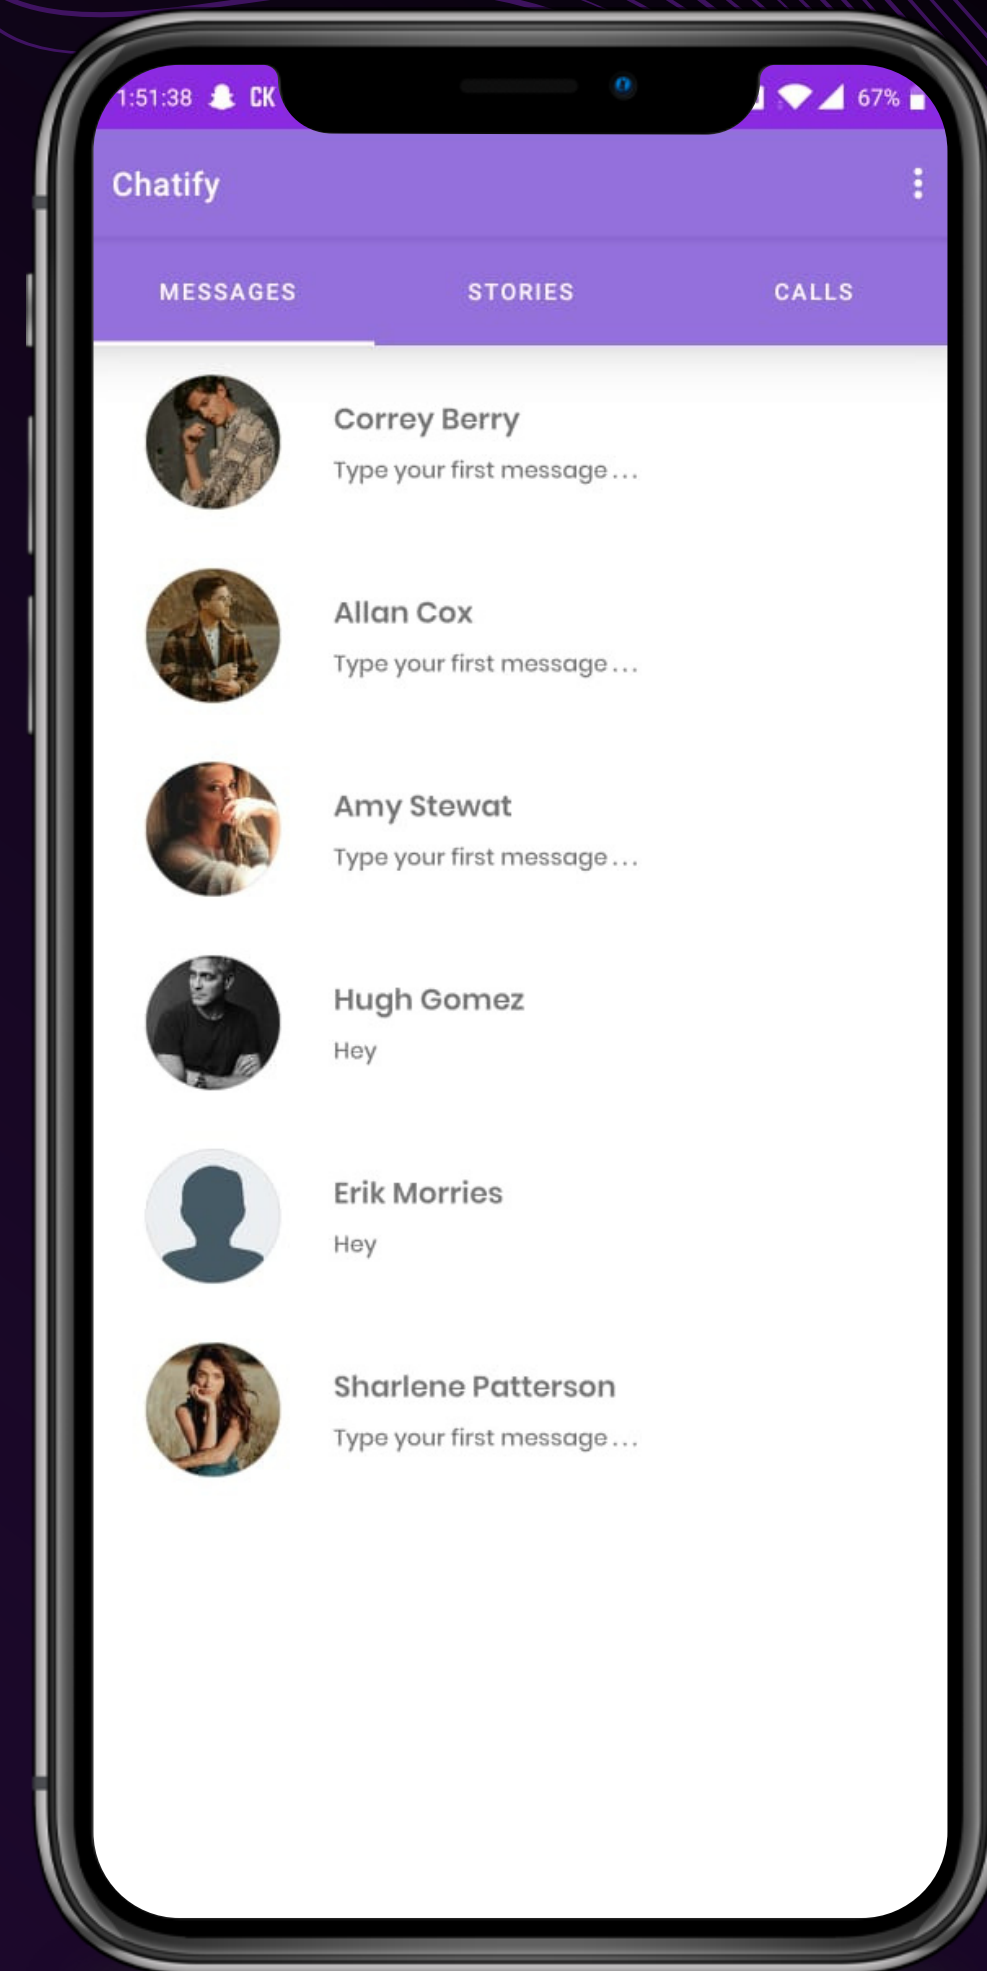 1:51:38 CK 67%
Chatify
MESSAGES STORIES CALLS
Correy Berry
Type your first message . . .
Allan Cox
Type your first message . . .
Amy Stewat
Type your first message . . .
Hugh Gomez
Hey
Erik Morries
Hey
Sharlene Patterson
Type your first message . . .